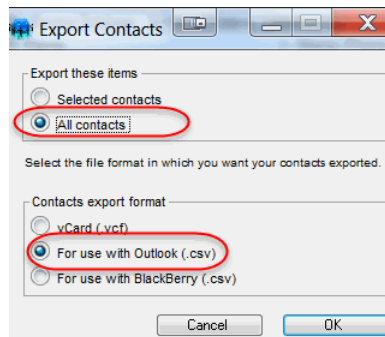 Export Contacts
Export these items
Selected contacts
All contacts
Select the file format in which you want your contacts exported.
Contacts export format
vCard (.vcf)
For use with Outlook (.csv)
For use with BlackBerry (.csv)
Cancel
OK